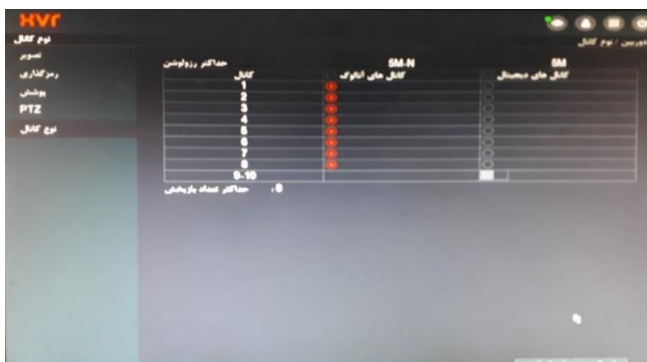 XVR
دوربین : نوع کانال
نوع کانال
تصویر
رمزگذاری
پوشش
PTZ
نوع کانال
حداکثر رزولوشن 5M-N 5M
کانال کانال های آنالوگ کانال های دیجیتال
1
2
3
4
5
6
7
8
9-10
حداکثر تعداد بازپخش : 8